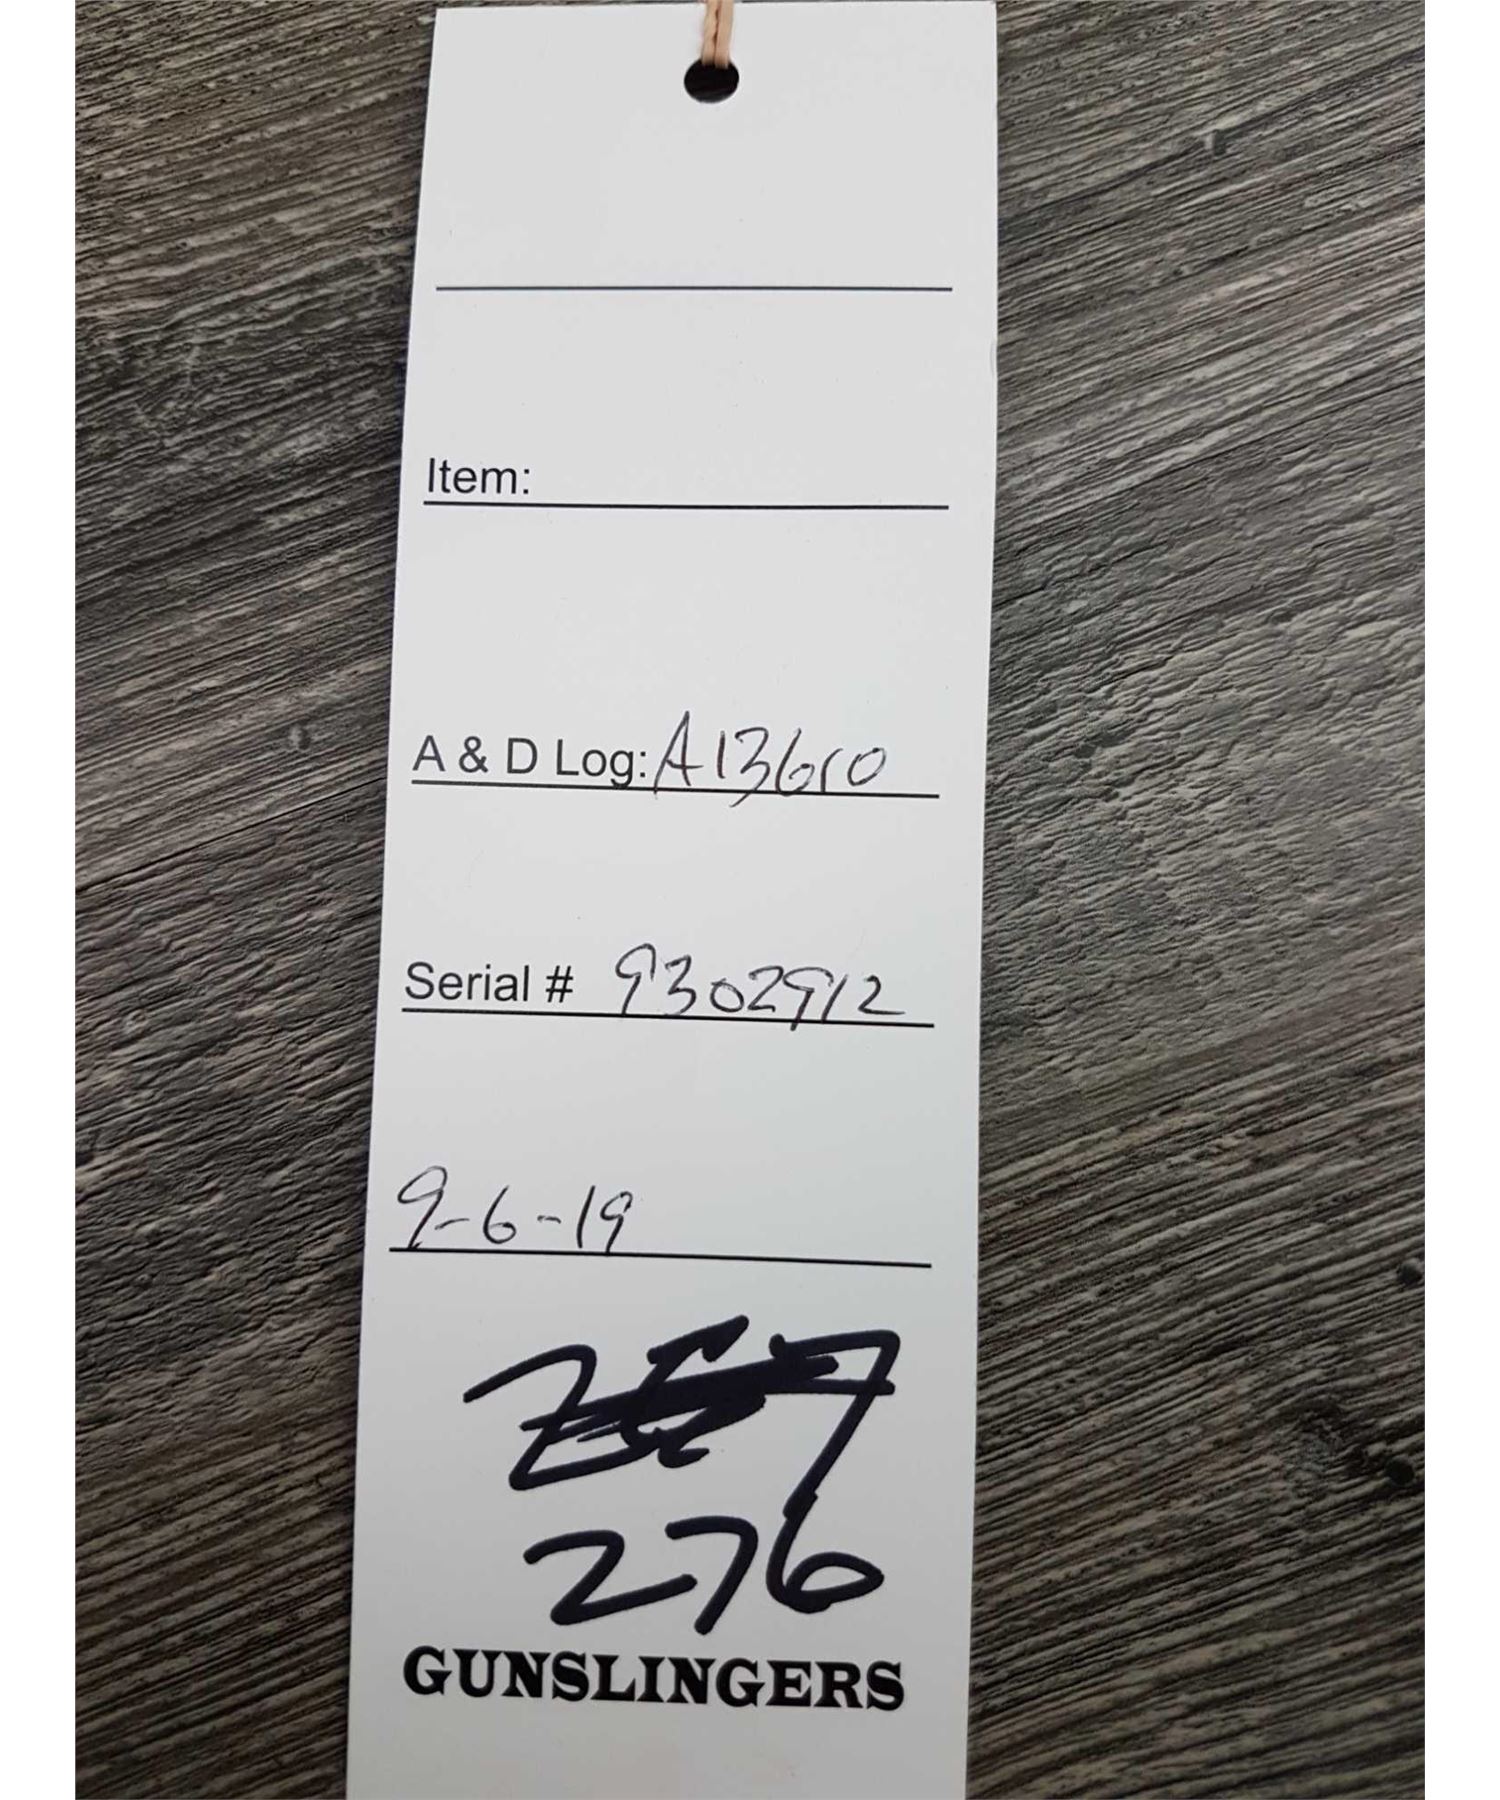 Item:
A & D Log: A13610
Serial # 9302912
9-6-19
276
GUNSLINGERS